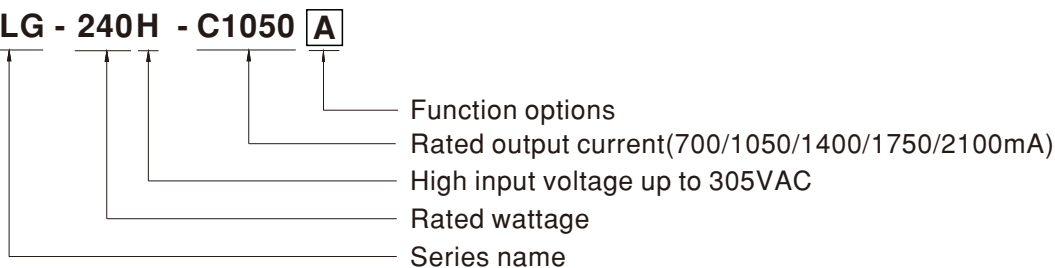 LG - 240H - C1050 A
Function options
Rated output current(700/1050/1400/1750/2100mA)
High input voltage up to 305VAC
Rated wattage
Series name